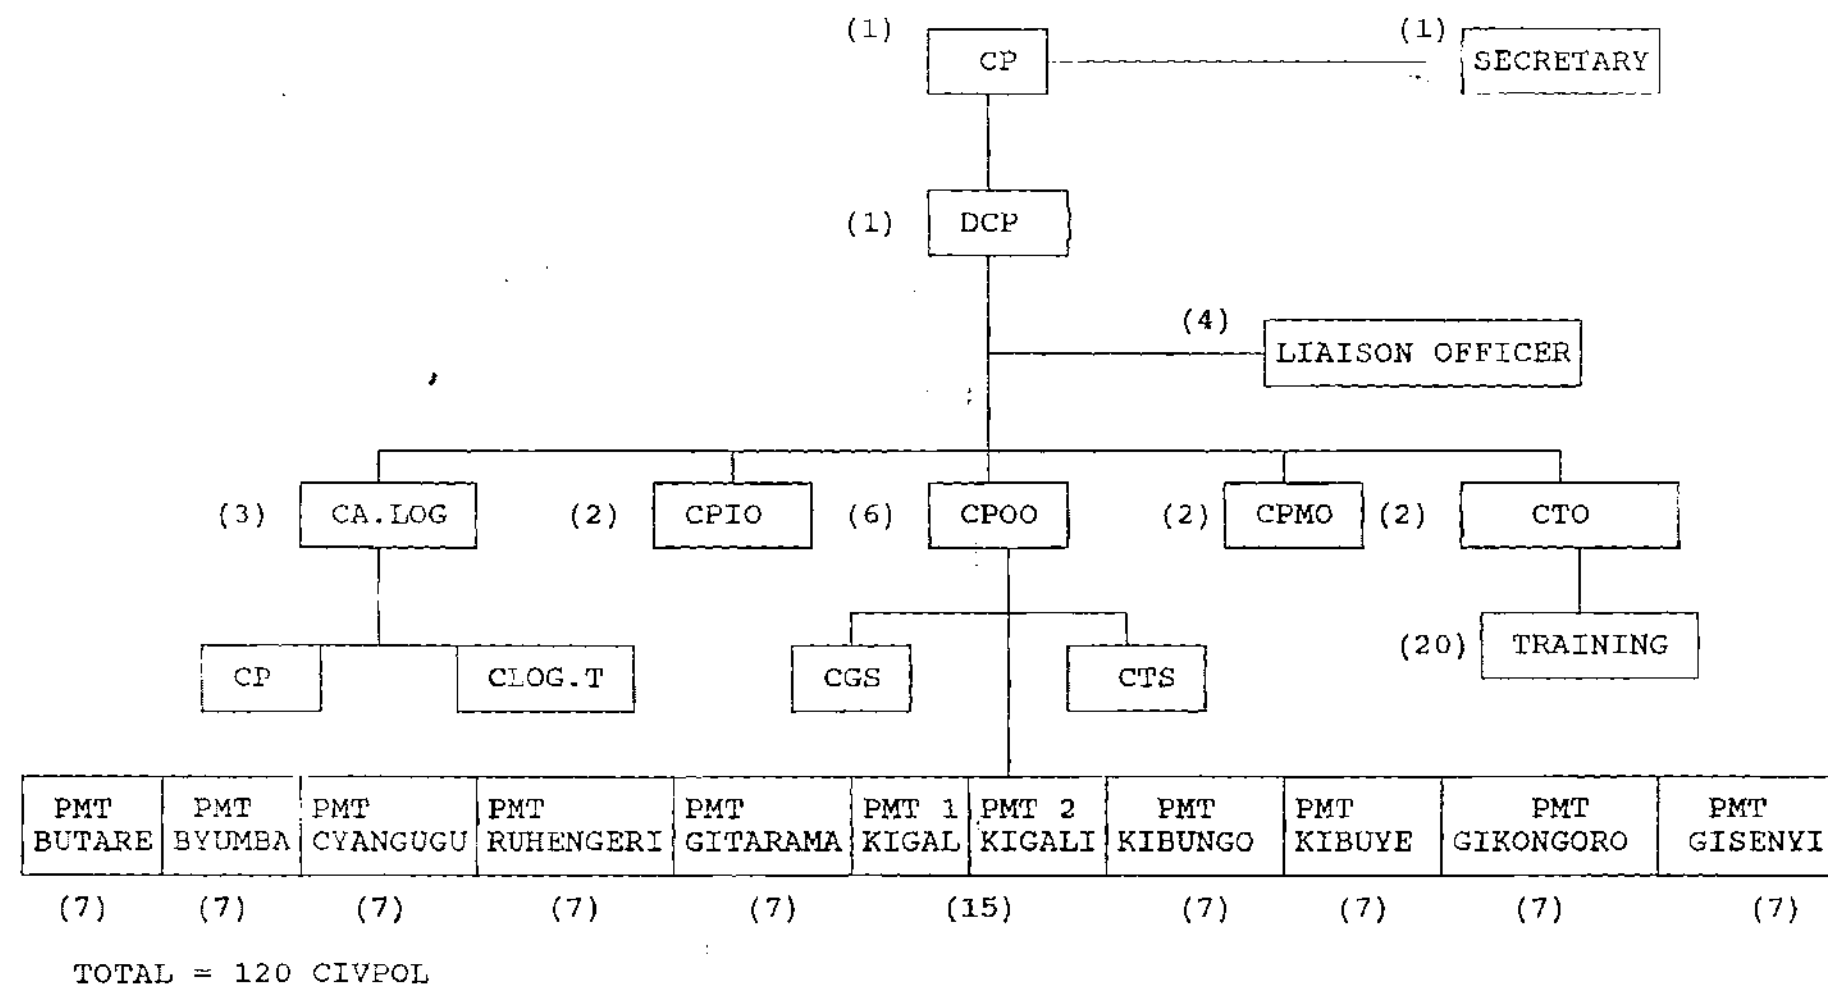 (1) CP (1) SECRETARY
(1) DCP
(4) LIAISON OFFICER
(3) CA.LOG (2) CPIO (6) CPOO (2) CPMO (2) CTO
(20) TRAINING
CP CLOG.T CGS CTS
PMT BUTARE
PMT BYUMBA
PMT CYANGUGU
PMT RUHENGERI
PMT GITARAMA
PMT 1 KIGAL
PMT 2 KIGALI
PMT KIBUNGO
PMT KIBUYE
PMT GIKONGORO
PMT GISENYI
(7) (7) (7) (7) (7) (15) (7) (7) (7) (7)
TOTAL = 120 CIVPOL